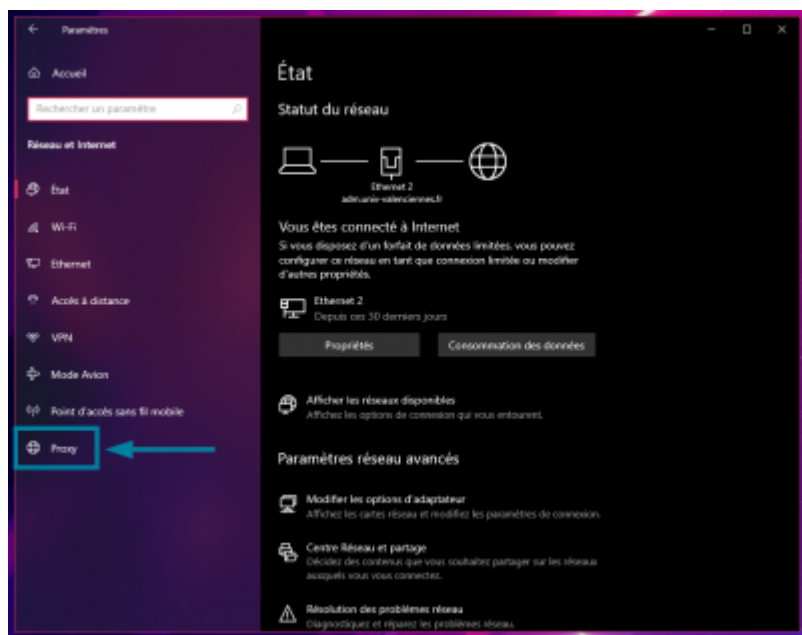 Paramètres
Accueil
Rechercher un paramètre
Réseau et Internet
État
Wi-Fi
Ethernet
Accès à distance
VPN
Mode Avion
Point d'accès sans fil mobile
Proxy
État
Statut du réseau
Ethernet 2
adm.univ-valenciennes.fr
Vous êtes connecté à Internet
Si vous disposez d'un forfait de données limitées, vous pouvez
configurer ce réseau en tant que connexion limitée ou modifier
d'autres propriétés.
Ethernet 2
Depuis ces 30 derniers jours
Propriétés
Consommation des données
Afficher les réseaux disponibles
Affichez les options de connexion qui vous entourent.
Paramètres réseau avancés
Modifier les options d'adaptateur
Affichez les cartes réseau et modifiez les paramètres de connexion.
Centre Réseau et partage
Décidez des contenus que vous souhaitez partager sur les réseaux
auxquels vous vous connectez.
Résolution des problèmes réseau
Diagnostiquez et réparez les problèmes réseau.